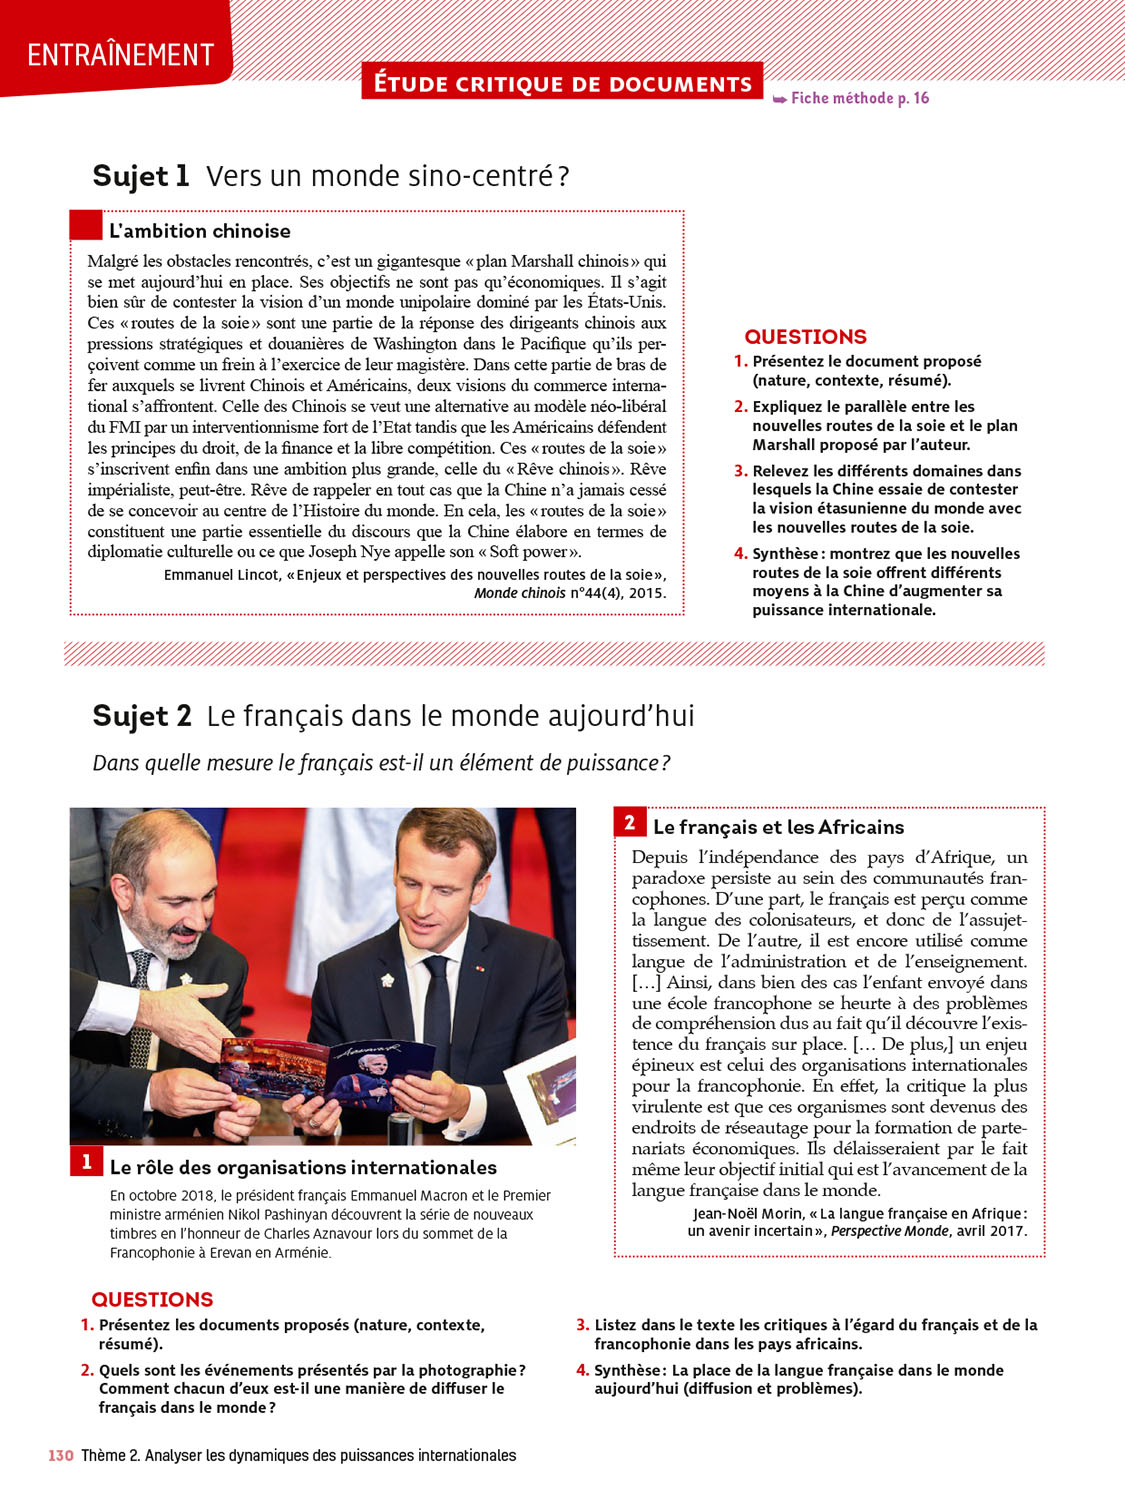 ENTRAÎNEMENT
ÉTUDE CRITIQUE DE DOCUMENTS
➥ Fiche méthode p. 16
Sujet 1 Vers un monde sino-centré ?
L’ambition chinoise
Malgré les obstacles rencontrés, c’est un gigantesque « plan Marshall chinois » qui
se met aujourd’hui en place. Ses objectifs ne sont pas qu’économiques. Il s’agit
bien sûr de contester la vision d’un monde unipolaire dominé par les États-Unis.
Ces « routes de la soie » sont une partie de la réponse des dirigeants chinois aux
pressions stratégiques et douanières de Washington dans le Pacifique qu’ils per-
çoivent comme un frein à l’exercice de leur magistère. Dans cette partie de bras de
fer auxquels se livrent Chinois et Américains, deux visions du commerce interna-
tional s’affrontent. Celle des Chinois se veut une alternative au modèle néo-libéral
du FMI par un interventionnisme fort de l’Etat tandis que les Américains défendent
les principes du droit, de la finance et la libre compétition. Ces « routes de la soie »
s’inscrivent enfin dans une ambition plus grande, celle du « Rêve chinois ». Rêve
impérialiste, peut-être. Rêve de rappeler en tout cas que la Chine n’a jamais cessé
de se concevoir au centre de l’Histoire du monde. En cela, les « routes de la soie »
constituent une partie essentielle du discours que la Chine élabore en termes de
diplomatie culturelle ou ce que Joseph Nye appelle son « Soft power ».
Emmanuel Lincot, « Enjeux et perspectives des nouvelles routes de la soie »,
Monde chinois n°44(4), 2015.
QUESTIONS
1. Présentez le document proposé
(nature, contexte, résumé).
2. Expliquez le parallèle entre les
nouvelles routes de la soie et le plan
Marshall proposé par l’auteur.
3. Relevez les différents domaines dans
lesquels la Chine essaie de contester
la vision étasunienne du monde avec
les nouvelles routes de la soie.
4. Synthèse : montrez que les nouvelles
routes de la soie offrent différents
moyens à la Chine d’augmenter sa
puissance internationale.
Sujet 2 Le français dans le monde aujourd’hui
Dans quelle mesure le français est-il un élément de puissance ?
1 Le rôle des organisations internationales
En octobre 2018, le président français Emmanuel Macron et le Premier
ministre arménien Nikol Pashinyan découvrent la série de nouveaux
timbres en l’honneur de Charles Aznavour lors du sommet de la
Francophonie à Erevan en Arménie.
2 Le français et les Africains
Depuis l’indépendance des pays d’Afrique, un
paradoxe persiste au sein des communautés fran-
cophones. D’une part, le français est perçu comme
la langue des colonisateurs, et donc de l’assujet-
tissement. De l’autre, il est encore utilisé comme
langue de l’administration et de l’enseignement.
[…] Ainsi, dans bien des cas l’enfant envoyé dans
une école francophone se heurte à des problèmes
de compréhension dus au fait qu’il découvre l’exis-
tence du français sur place. [… De plus,] un enjeu
épineux est celui des organisations internationales
pour la francophonie. En effet, la critique la plus
virulente est que ces organismes sont devenus des
endroits de réseautage pour la formation de parte-
nariats économiques. Ils délaisseraient par le fait
même leur objectif initial qui est l’avancement de la
langue française dans le monde.
Jean-Noël Morin, « La langue française en Afrique :
un avenir incertain », Perspective Monde, avril 2017.
QUESTIONS
1. Présentez les documents proposés (nature, contexte,
résumé).
2. Quels sont les événements présentés par la photographie ?
Comment chacun d’eux est-il une manière de diffuser le
français dans le monde ?
3. Listez dans le texte les critiques à l’égard du français et de la
francophonie dans les pays africains.
4. Synthèse : La place de la langue française dans le monde
aujourd’hui (diffusion et problèmes).
130 Thème 2. Analyser les dynamiques des puissances internationales